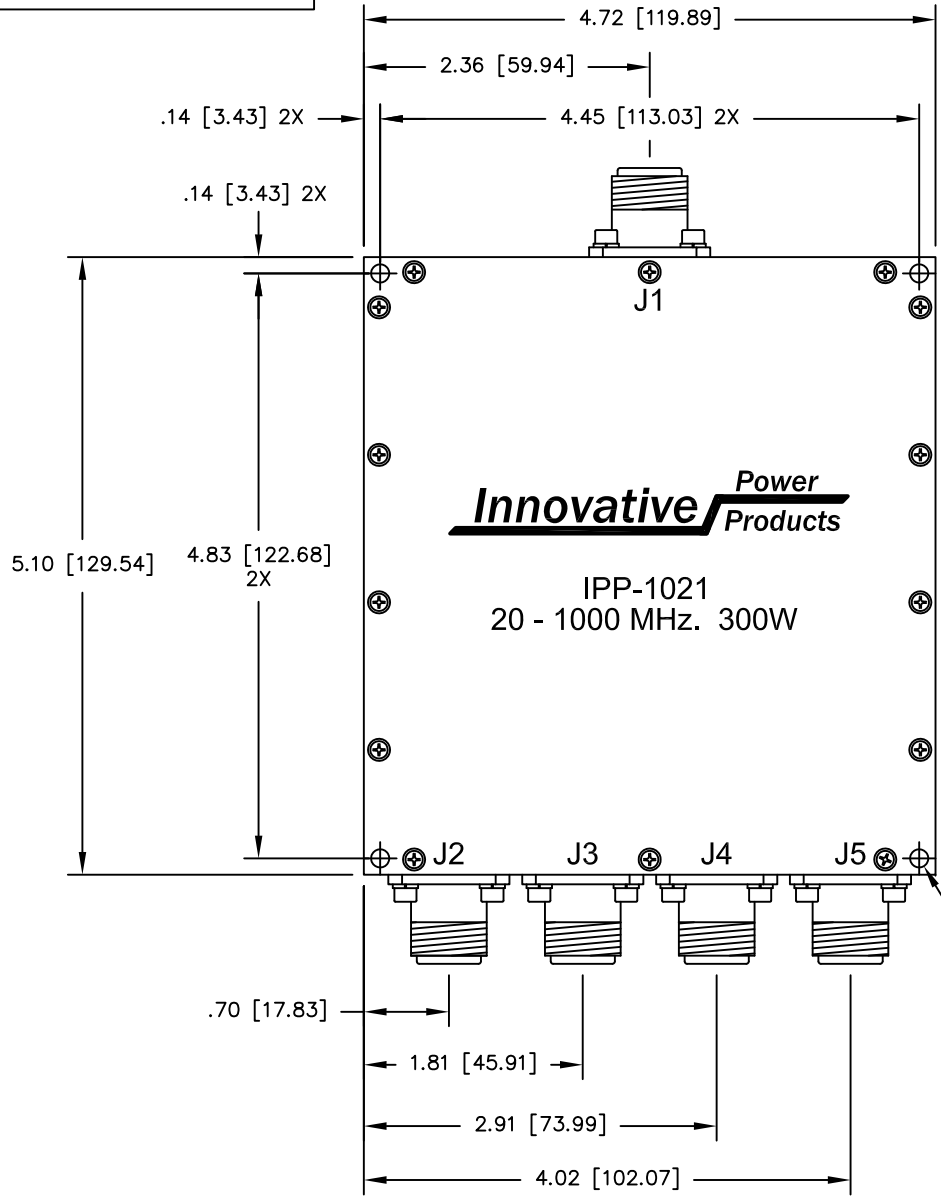 4.72 [119.89]
2.36 [59.94]
.14 [3.43] 2X
4.45 [113.03] 2X
.14 [3.43] 2X
J1
Innovative Power Products
5.10 [129.54]
4.83 [122.68]
2X
IPP-1021
20 - 1000 MHz. 300W
J2 J3 J4 J5
.70 [17.83]
1.81 [45.91]
2.91 [73.99]
4.02 [102.07]